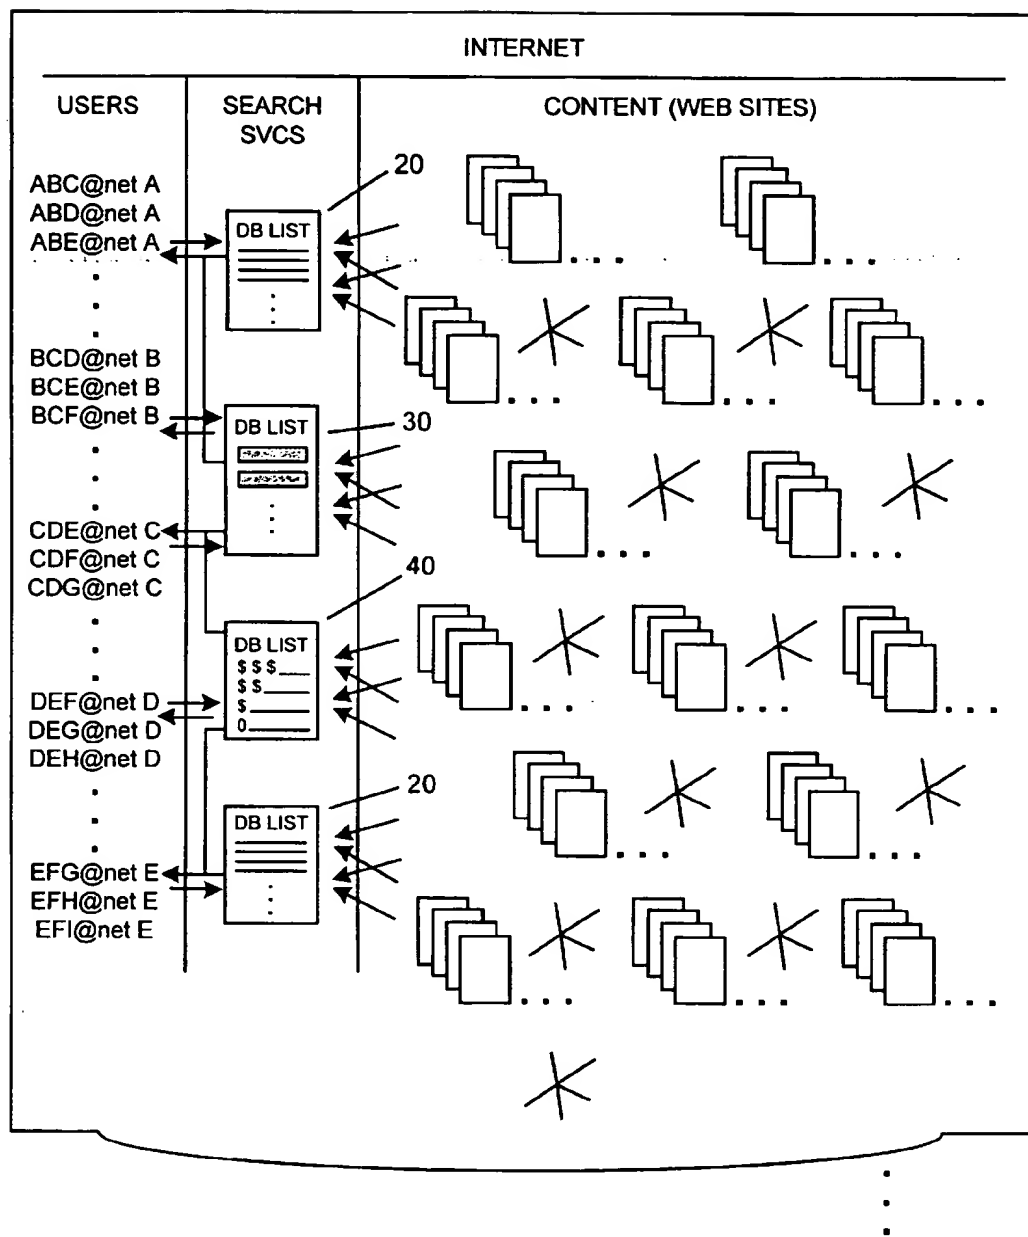 INTERNET
USERS
SEARCH
SVCS
CONTENT (WEB SITES)
ABC@net A
ABD@net A
ABE@net A
BCD@net B
BCE@net B
BCF@net B
CDE@net C
CDF@net C
CDG@net C
DEF@net D
DEG@net D
DEH@net D
EFG@net E
EFH@net E
EFI@net E
20
DB LIST
30
DB LIST
40
DB LIST
$ $ $
$ $
$
0
20
DB LIST